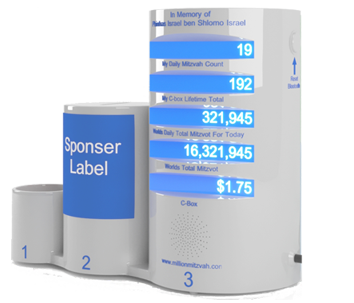 In Memory of
ben Shlomo Israel
19
My Daily Mitzvah Count
192
My C-box Lifetime Total
321,945
Worlds Daily Total Mitzvot For Today
16,321,945
Worlds Total Mitzvot
$1.75
C-Box
www.millionmitzvah.com
Sponser
Label
1
2
3